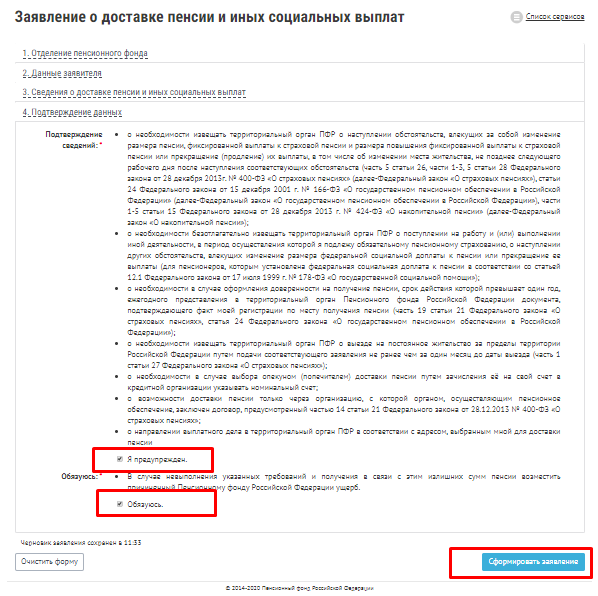 Заявление о доставке пенсии и иных социальных выплат
Список сервисов
1. Отделение пенсионного фонда
2. Данные заявителя
3. Сведения о доставке пенсии и иных социальных выплат
4. Подтверждение данных
Подтверждение
сведений: *
• о необходимости извещать территориальный орган ПФР о наступлении обстоятельств, влекущих за собой изменение
размера пенсии, фиксированной выплаты к страховой пенсии и размера повышения фиксированной выплаты к страховой
пенсии или прекращение (продление) их выплаты, в том числе об изменении места жительства, не позднее следующего
рабочего дня после наступления соответствующих обстоятельств (часть 5 статьи 26, части 1-3, 5 статьи 28 Федерального
закона от 28 декабря 2013г. № 400-ФЗ «О страховых пенсиях» (далее-Федеральный закон «О страховых пенсиях»), статьи
24 Федерального закона от 15 декабря 2001 г. № 166-ФЗ «О государственном пенсионном обеспечении в Российской
Федерации» (далее-Федеральный закон «О государственном пенсионном обеспечении в Российской Федерации»), части
1-5 статьи 15 Федерального закона от 28 декабря 2013 г. № 424-ФЗ «О накопительной пенсии» (далее-Федеральный
закон «О накопительной пенсии»);
• о необходимости безотлагательно извещать территориальный орган ПФР о поступлении на работу и (или) выполнении
иной деятельности, в период осуществления которой я подлежу обязательному пенсионному страхованию, о наступлении
других обстоятельств, влекущих изменение размера федеральной социальной доплаты к пенсии или прекращение ее
выплаты (для пенсионеров, которым установлена федеральная социальная доплата к пенсии в соответствии со статьей
12.1 Федерального закона от 17 июля 1999 г. № 178-ФЗ «О государственной социальной помощи»);
• о необходимости в случае оформления доверенности на получение пенсии, срок действия которой превышает один год,
ежегодного представления в территориальный орган Пенсионного фонда Российской Федерации документа,
подтверждающего факт моей регистрации по месту получения пенсии (часть 19 статьи 21 Федерального закона «О
страховых пенсиях», статья 24 Федерального закона «О государственном пенсионном обеспечении в Российской
Федерации»);
• о необходимости извещать территориальный орган ПФР о выезде на постоянное жительство за пределы территории
Российской Федерации путем подачи соответствующего заявления не ранее чем за один месяц до даты выезда (часть 1
статьи 27 Федерального закона «О страховых пенсиях»);
• о необходимости в случае выбора опекуном (попечителем) доставки пенсии путем зачисления её на свой счет в
кредитной организации указывать номинальный счет;
• о возможности доставки пенсии только через организацию, с которой органом, осуществляющим пенсионное
обеспечение, заключен договор, предусмотренный частью 14 статьи 21 Федерального закона от 28.12.2013 № 400-ФЗ «О
страховых пенсиях»;
• о направлении выплатного дела в территориальный орган ПФР в соответствии с адресом, выбранным мной для доставки
пенсии
Я предупрежден.
Обязуюсь: *
• В случае невыполнения указанных требований и получения в связи с этим излишних сумм пенсии возместить
причиненный Пенсионному фонду Российской Федерации ущерб.
Обязуюсь.
Черновик заявления сохранен в 11:33
Очистить форму
Сформировать заявление
© 2014-2020 Пенсионный фонд Российской Федерации